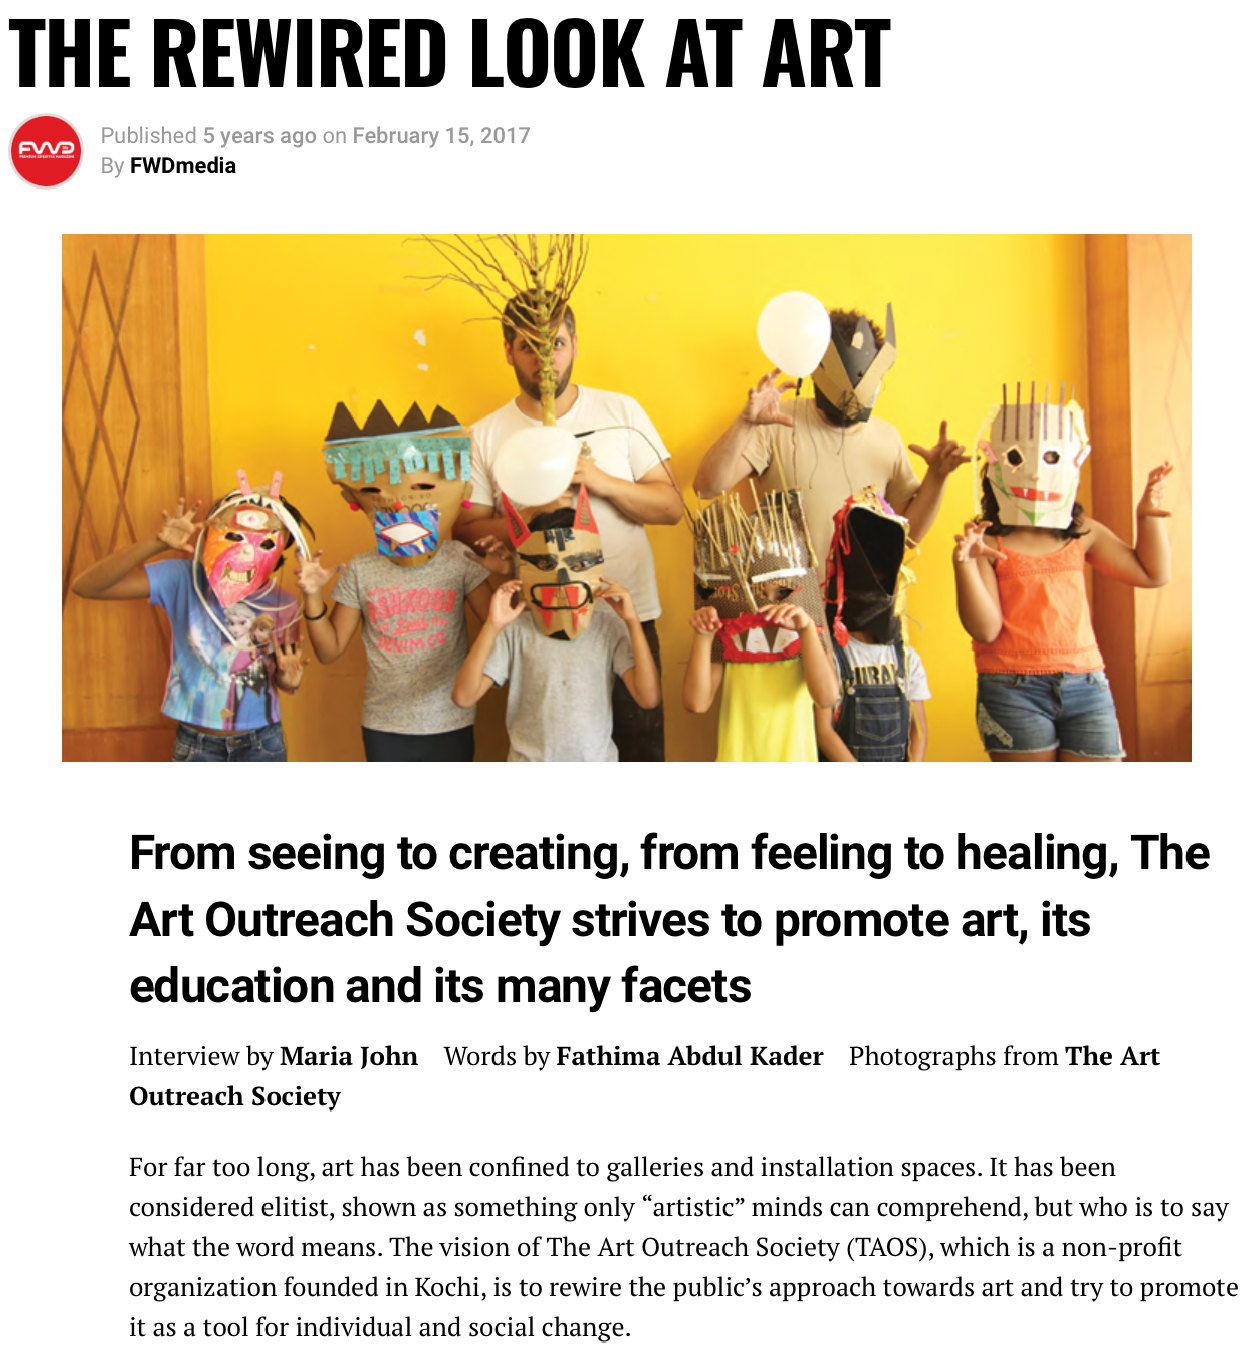 THE REWIRED LOOK AT ART
FWD
Published 5 years ago on February 15, 2017
By FWDmedia
From seeing to creating, from feeling to healing, The
Art Outreach Society strives to promote art, its
education and its many facets
Interview by Maria John Words by Fathima Abdul Kader Photographs from The Art
Outreach Society
For far too long, art has been confined to galleries and installation spaces. It has been
considered elitist, shown as something only “artistic” minds can comprehend, but who is to say
what the word means. The vision of The Art Outreach Society (TAOS), which is a non-profit
organization founded in Kochi, is to rewire the public’s approach towards art and try to promote
it as a tool for individual and social change.